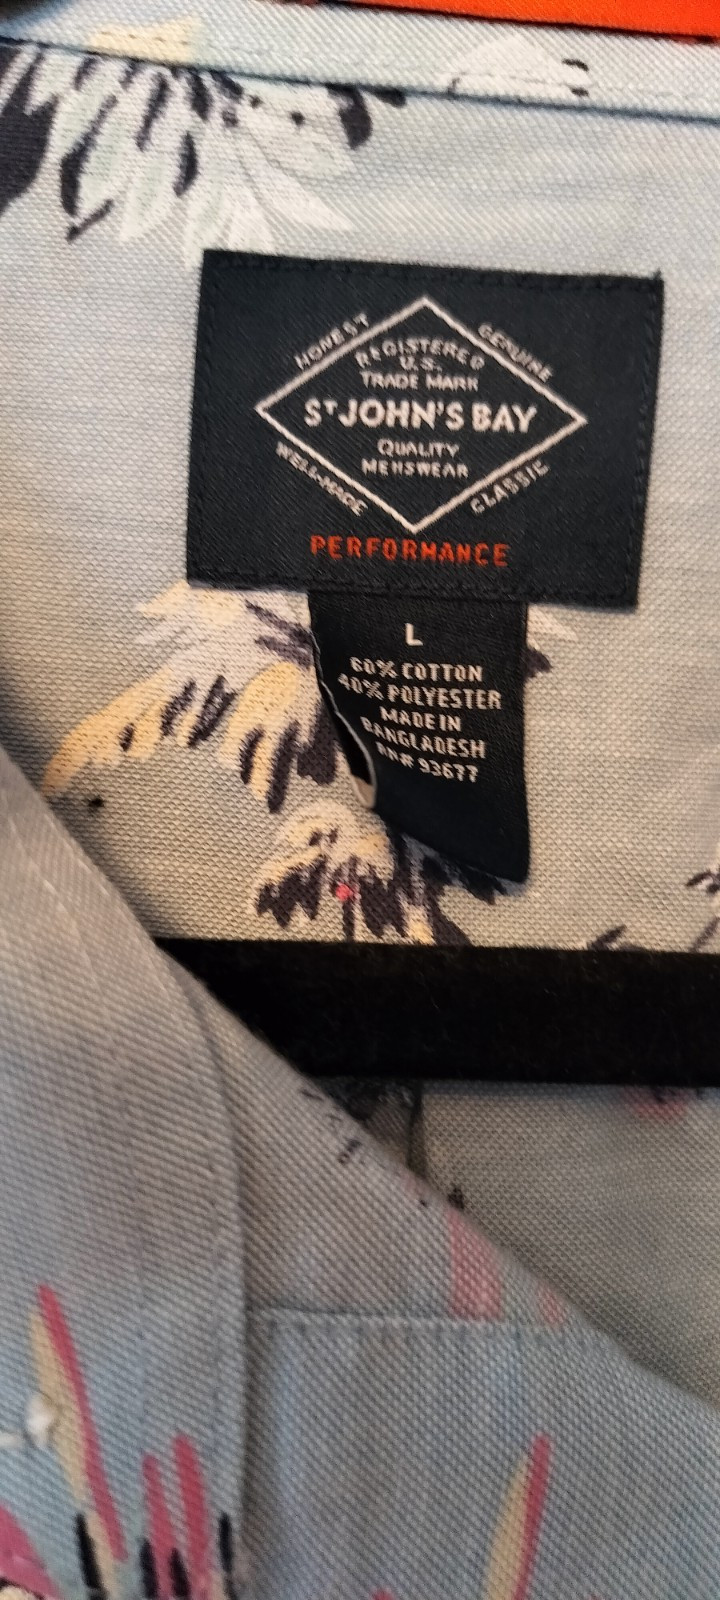 HONEST
GENUINE
REGISTERED
U.S.
TRADE MARK
ST JOHN'S BAY
QUALITY
MENSWEAR
WELL-MADE
CLASSIC
PERFORMANCE
L
60% COTTON
40% POLYESTER
MADE IN
BANGLADESH
RN# 93677